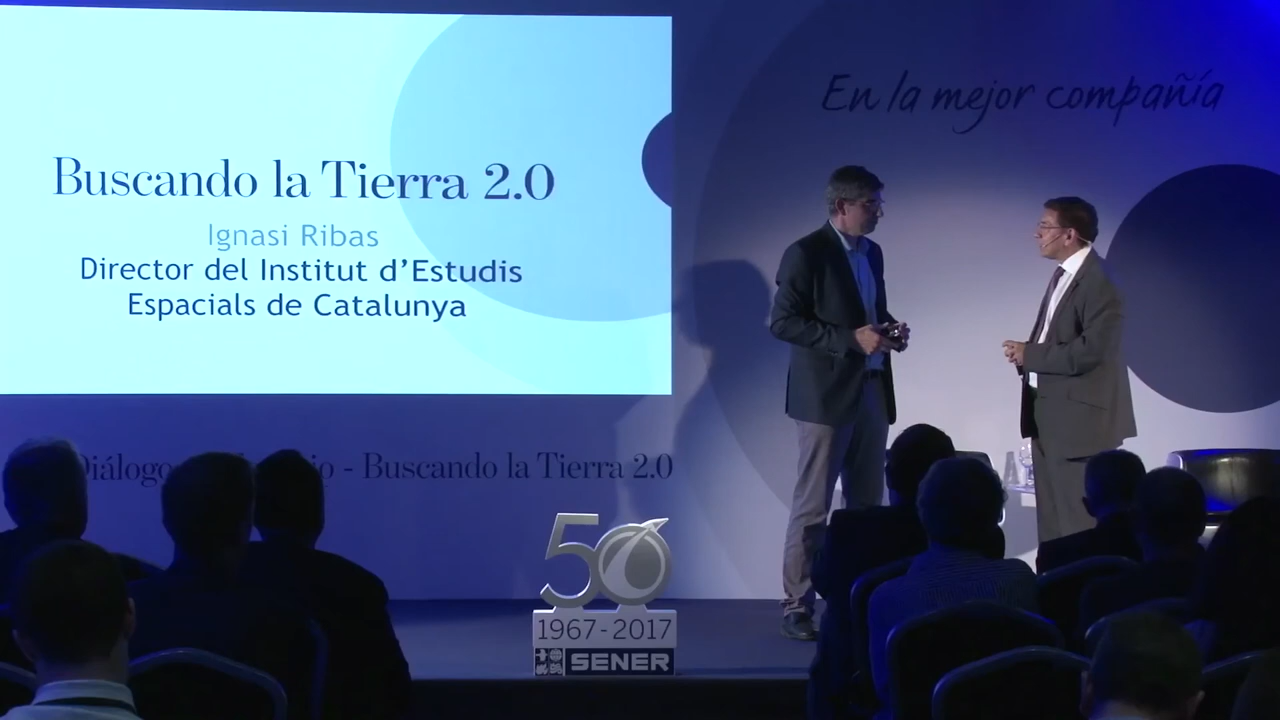 En la mejor compañía
Buscando la Tierra 2.0
Ignasi Ribas
Director del Institut d’Estudis
Espacials de Catalunya
- Buscando la Tierra 2.0
50
1967-2017
SENER